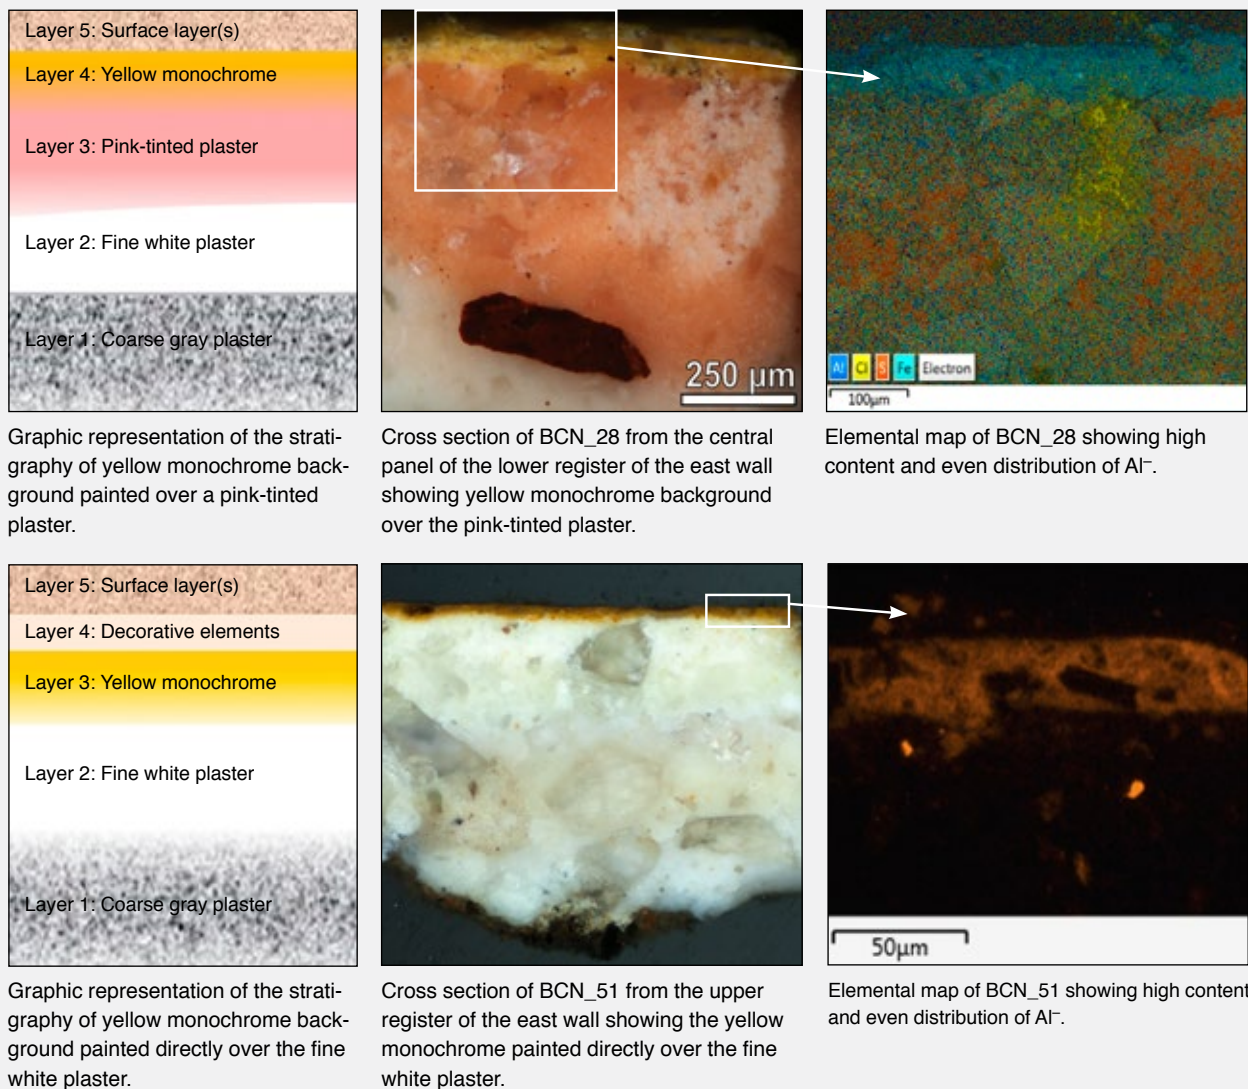 Layer 5: Surface layer(s)
Layer 4: Yellow monochrome
Layer 3: Pink-tinted plaster
Layer 2: Fine white plaster
Layer 1: Coarse gray plaster
250 µm
Al Cl S Fe Electron
100µm
Graphic representation of the strati-
graphy of yellow monochrome back-
ground painted over a pink-tinted
plaster.
Cross section of BCN_28 from the central
panel of the lower register of the east wall
showing yellow monochrome background
over the pink-tinted plaster.
Elemental map of BCN_28 showing high
content and even distribution of Al⁻.
Layer 5: Surface layer(s)
Layer 4: Decorative elements
Layer 3: Yellow monochrome
Layer 2: Fine white plaster
Layer 1: Coarse gray plaster
50µm
Graphic representation of the strati-
graphy of yellow monochrome back-
ground painted directly over the fine
white plaster.
Cross section of BCN_51 from the upper
register of the east wall showing the yellow
monochrome painted directly over the fine
white plaster.
Elemental map of BCN_51 showing high content
and even distribution of Al⁻.